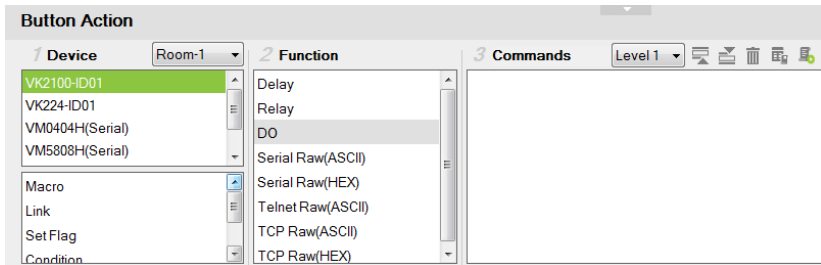 Button Action
1 Device Room-1
2 Function
3 Commands Level 1
VK2100-ID01
VK224-ID01
VM0404H(Serial)
VM5808H(Serial)
Macro
Link
Set Flag
Condition
Delay
Relay
DO
Serial Raw(ASCII)
Serial Raw(HEX)
Telnet Raw(ASCII)
TCP Raw(ASCII)
TCP Raw(HEX)